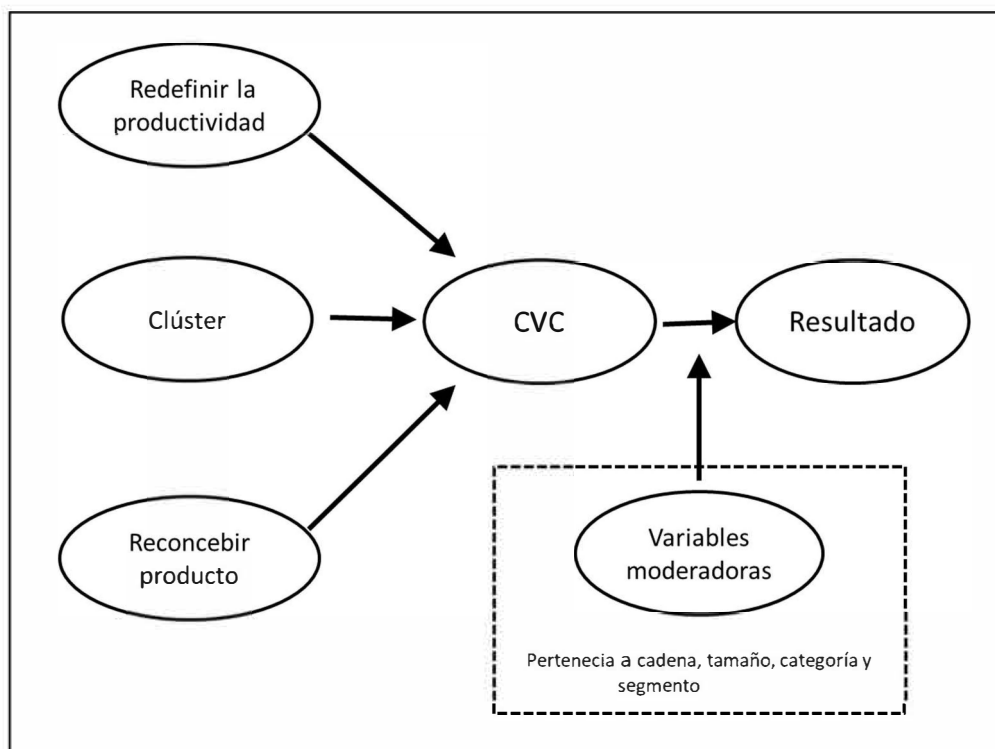 Redefinir la
productividad
Clúster
CVC
Resultado
Reconcebir
producto
Variables
moderadoras
Pertenecia a cadena, tamaño, categoría y
segmento